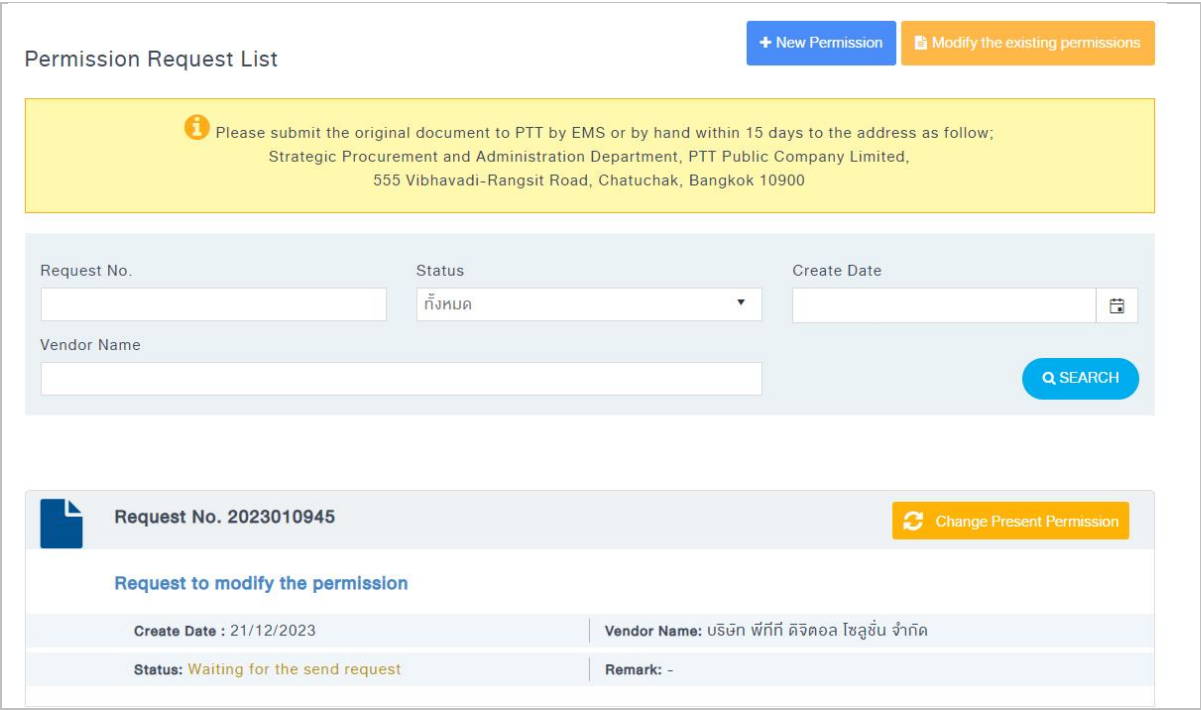 + New Permission
Modify the existing permissions
Permission Request List
Please submit the original document to PTT by EMS or by hand within 15 days to the address as follow;
Strategic Procurement and Administration Department, PTT Public Company Limited,
555 Vibhavadi-Rangsit Road, Chatuchak, Bangkok 10900
Request No. Status Create Date
ทั้งหมด
Vendor Name
SEARCH
Request No. 2023010945 Change Present Permission
Request to modify the permission
Create Date : 21/12/2023 Vendor Name: บริษัท พีทีที ดิจิตอล โซลูชั่น จำกัด
Status: Waiting for the send request Remark: -